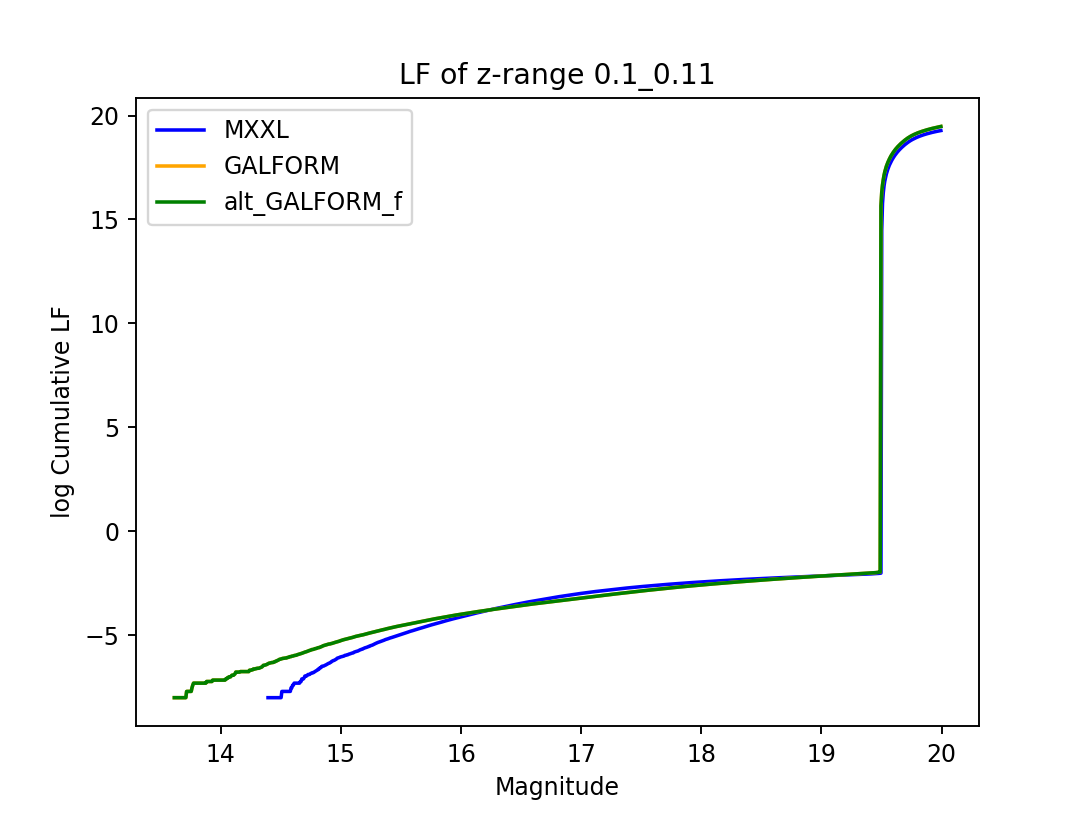 LF of z-range 0.1_0.11
MXXL
GALFORM
alt_GALFORM_f
log Cumulative LF
20
15
10
5
0
−5
14 15 16 17 18 19 20
Magnitude